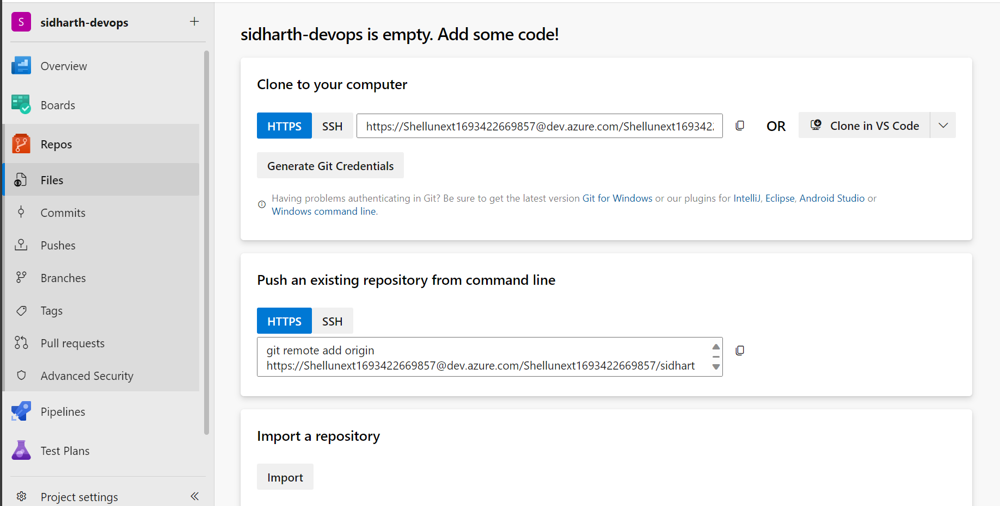 S
sidharth-devops
Overview
Boards
Repos
Files
Commits
Pushes
Branches
Tags
Pull requests
Advanced Security
Pipelines
Test Plans
Project settings
sidharth-devops is empty. Add some code!
Clone to your computer
HTTPS SSH https://Shellunext1693422669857@dev.azure.com/Shellunext169342 OR Clone in VS Code
Generate Git Credentials
Having problems authenticating in Git? Be sure to get the latest version Git for Windows or our plugins for IntelliJ, Eclipse, Android Studio or
Windows command line.
Push an existing repository from command line
HTTPS SSH
git remote add origin
https://Shellunext1693422669857@dev.azure.com/Shellunext1693422669857/sidhart
Import a repository
Import